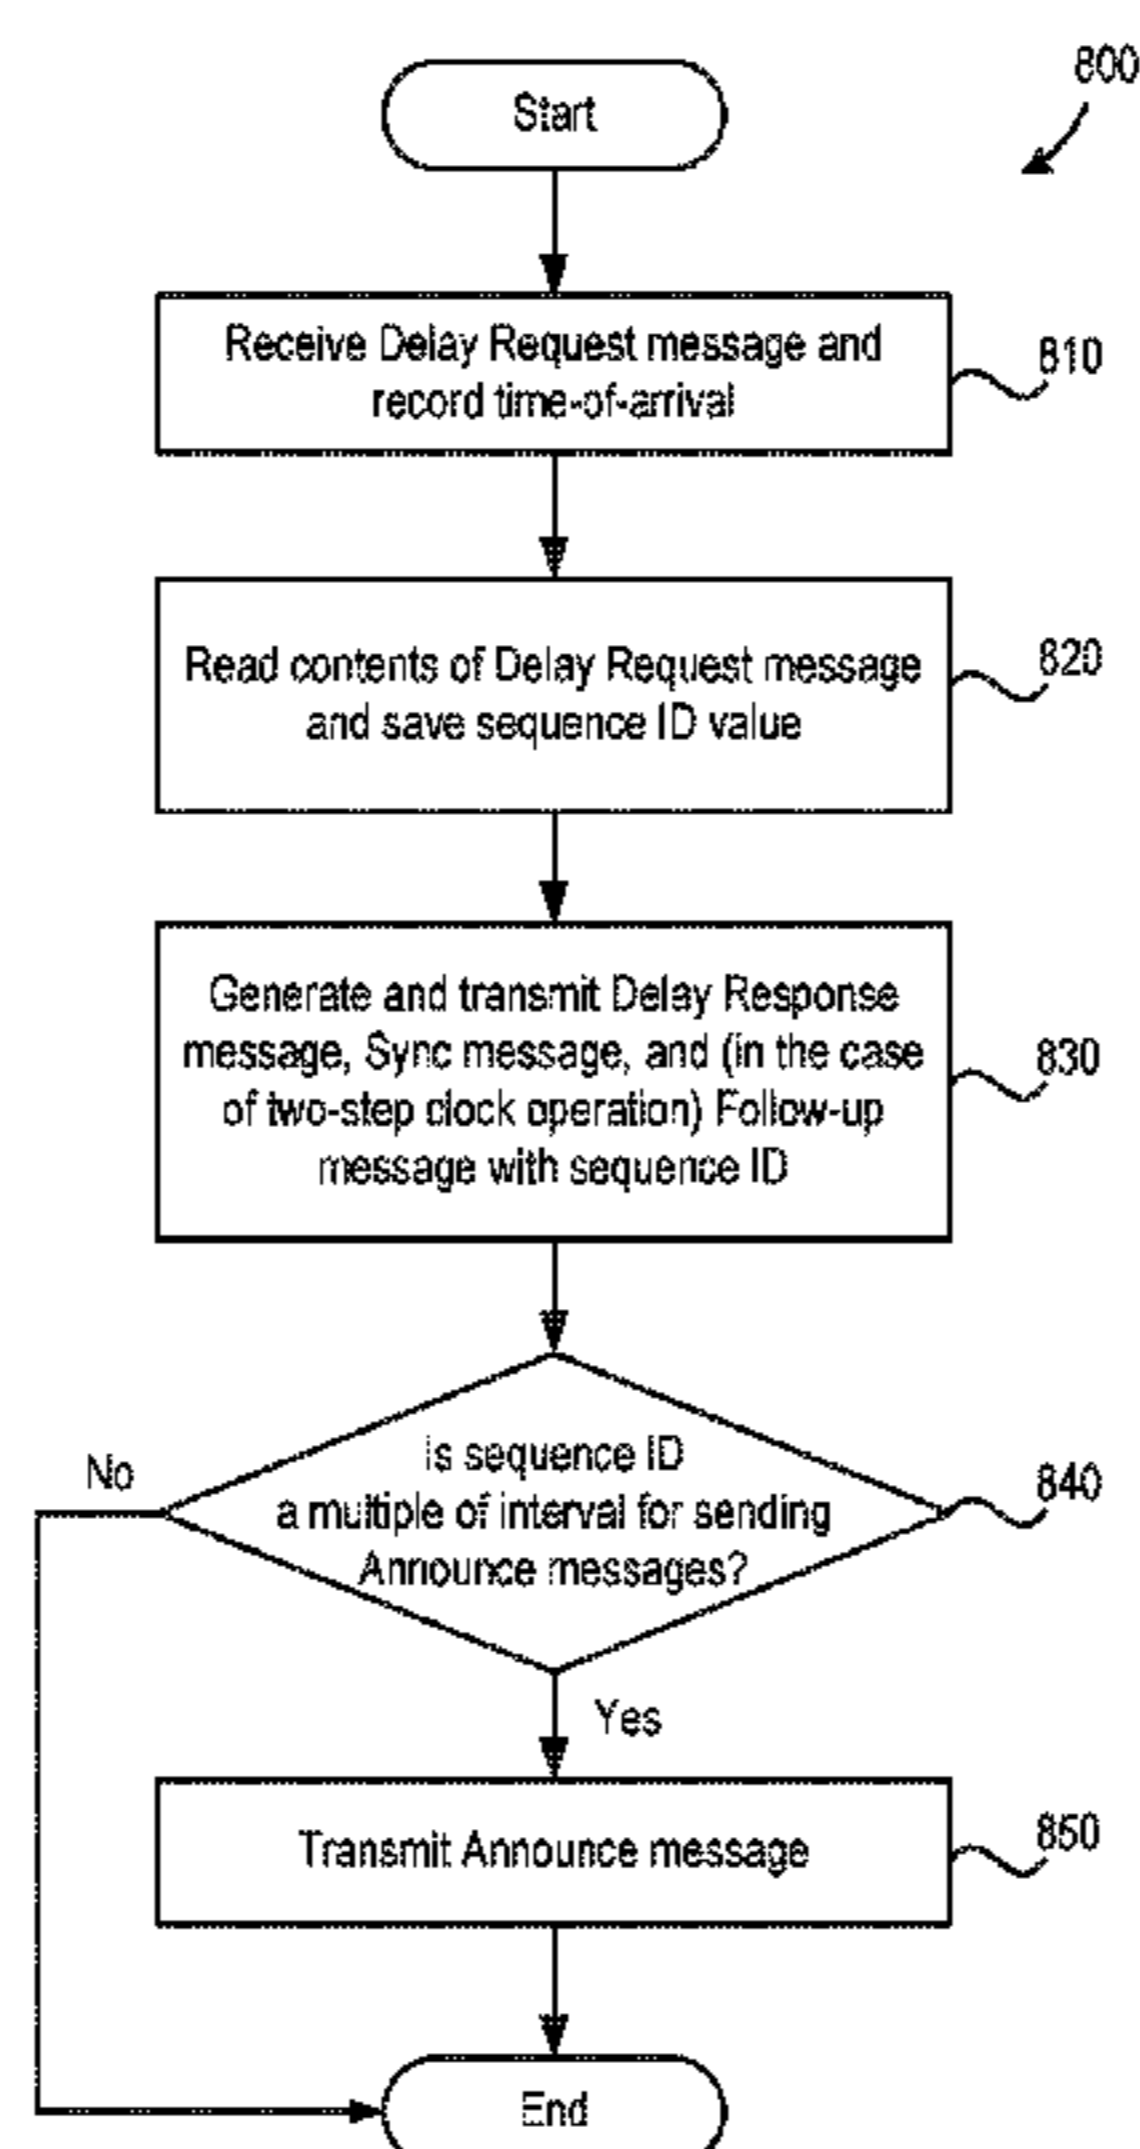 800
Start
Receive Delay Request message and
record time-of-arrival
810
Read contents of Delay Request message
and save sequence ID value
820
Generate and transmit Delay Response
message, Sync message, and (in the case
of two-step clock operation) Follow-up
message with sequence ID
830
Is sequence ID
a multiple of interval for sending
Announce messages?
840
No
Yes
Transmit Announce message
850
End